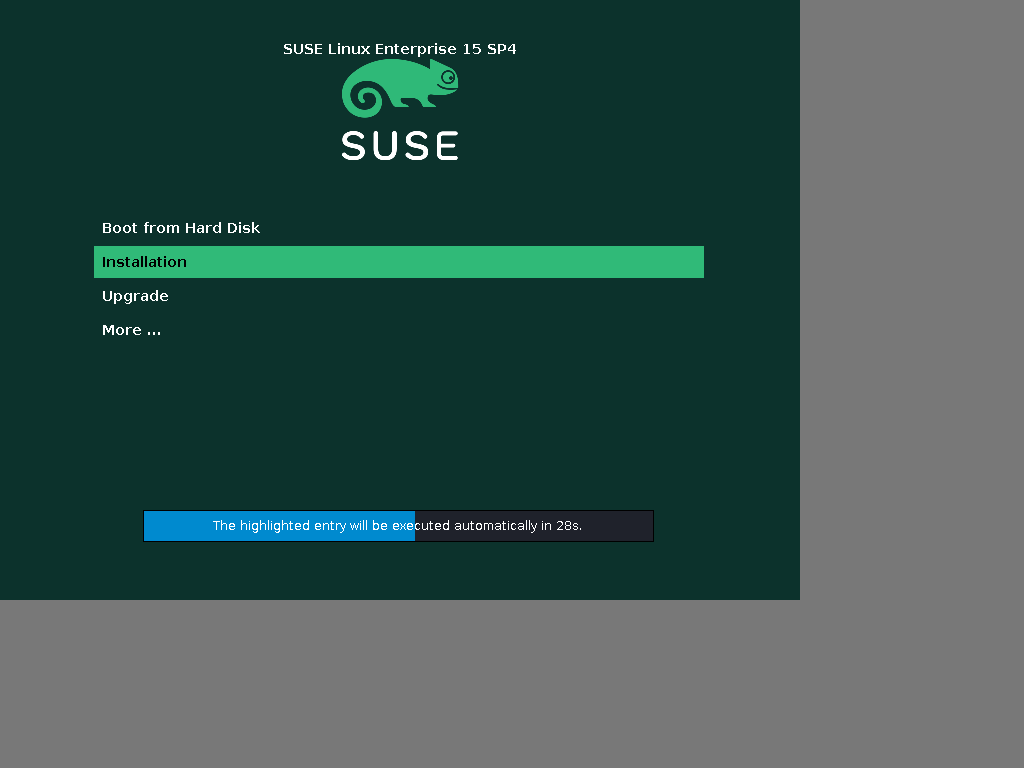 SUSE Linux Enterprise 15 SP4
SUSE
Boot from Hard Disk
Installation
Upgrade
More ...
The highlighted entry will be executed automatically in 28s.